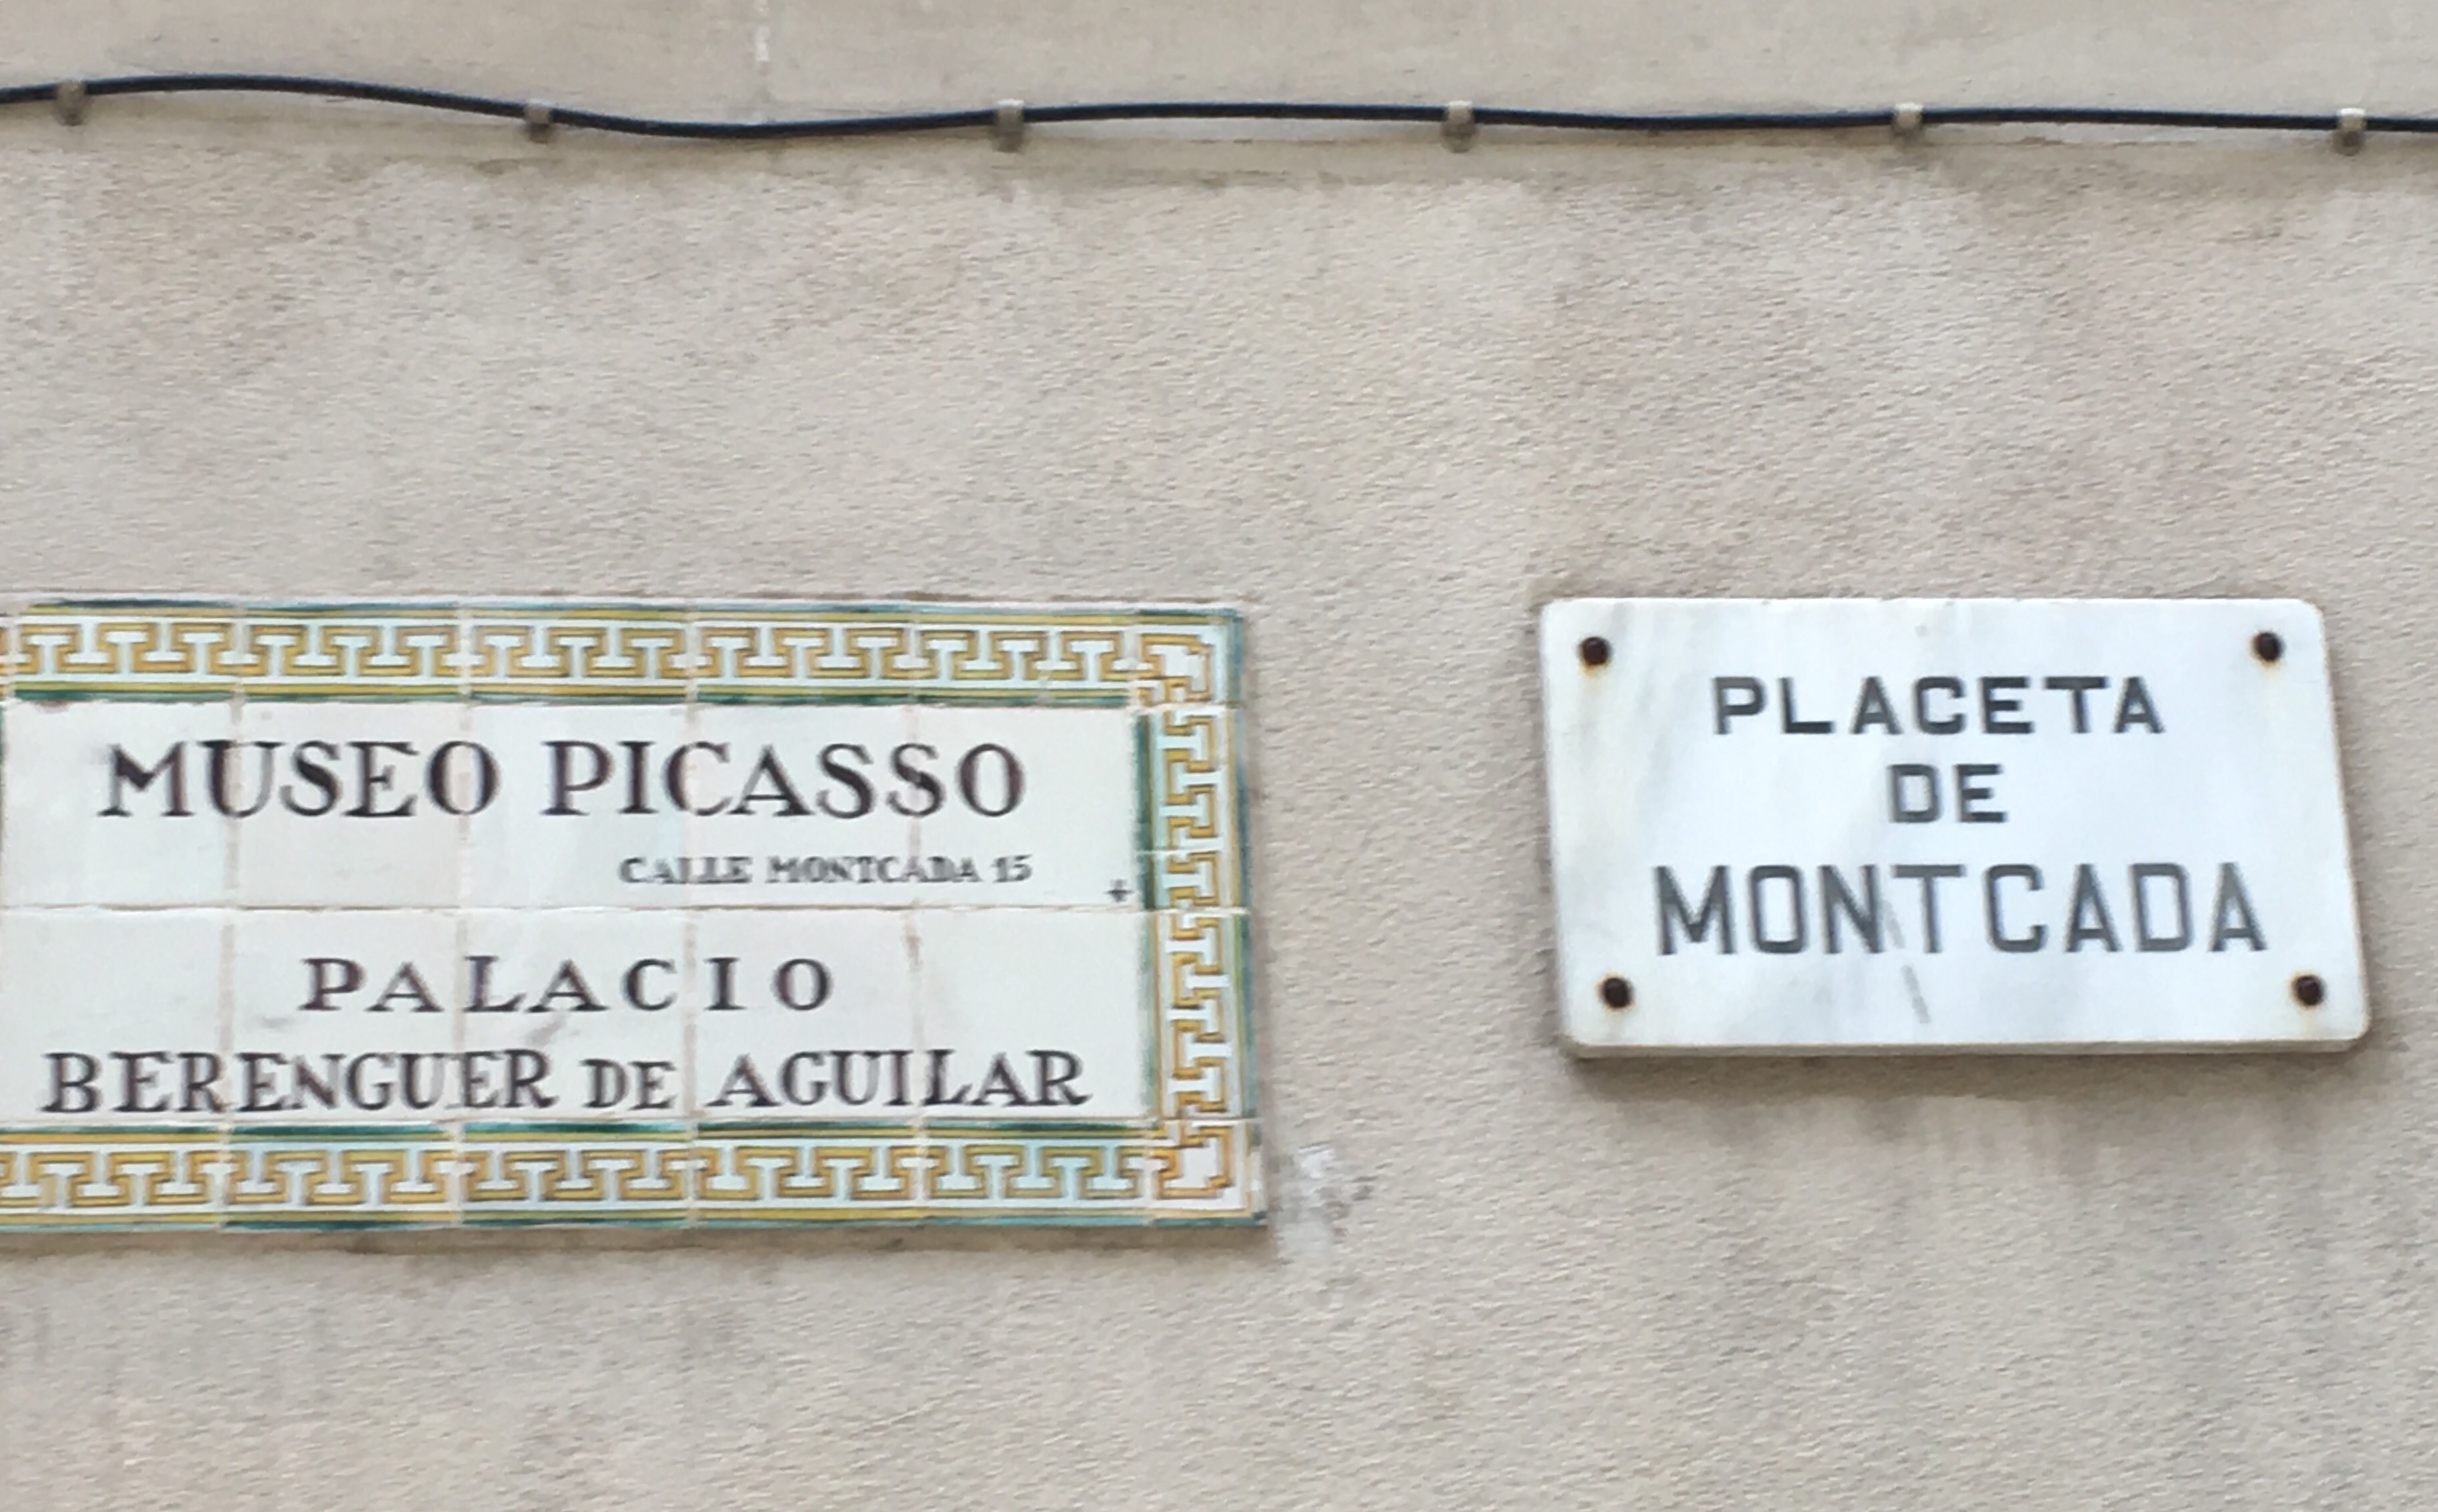 MUSEO PICASSO
CALLE MONTCADA 15
PALACIO
BERENGUER DE AGUILAR
PLACETA
DE
MONTCADA